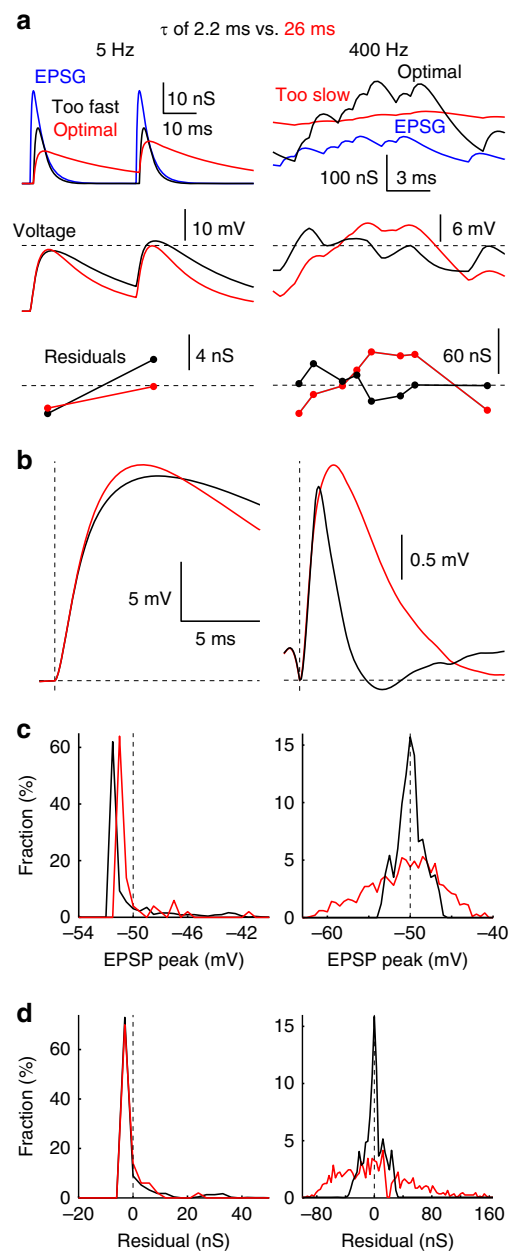 a
τ of 2.2 ms vs. 26 ms
5 Hz
400 Hz
EPSG
Too fast
Optimal
10 nS
10 ms
Optimal
Too slow
EPSG
100 nS
3 ms
Voltage
10 mV
6 mV
Residuals
4 nS
60 nS
b
5 mV
5 ms
0.5 mV
c
Fraction (%)
60
40
20
0
–54
–50
–46
–42
EPSP peak (mV)
15
10
5
0
–60
–50
–40
EPSP peak (mV)
d
Fraction (%)
60
40
20
0
–20
0
20
40
Residual (nS)
15
10
5
0
–80
0
80
160
Residual (nS)